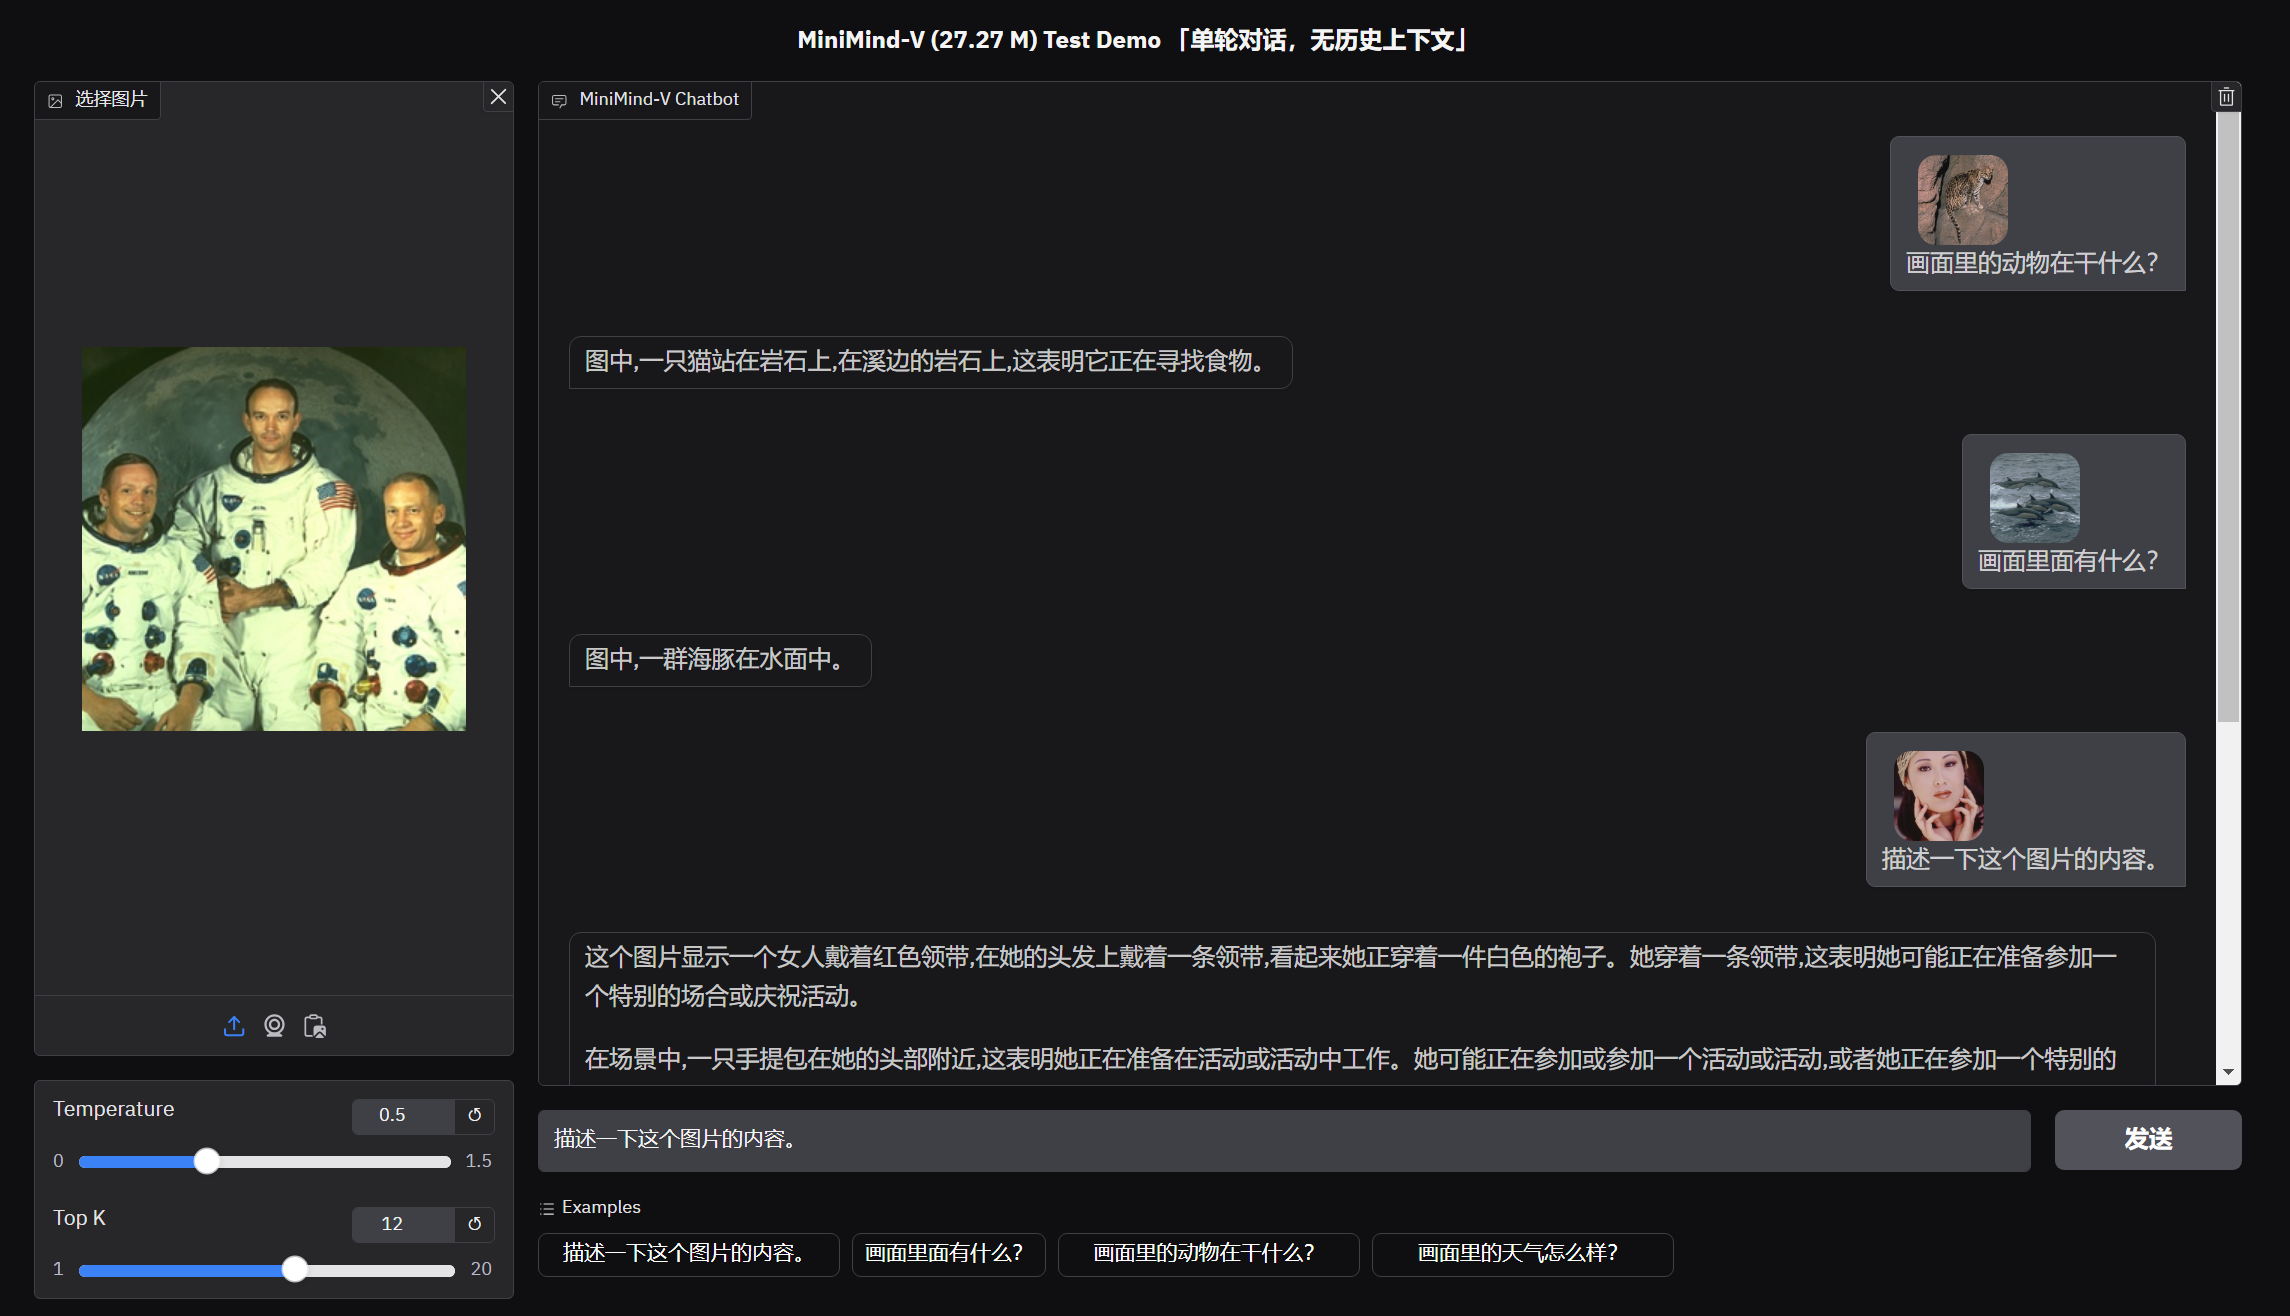 MiniMind-V (27.27 M) Test Demo 「单轮对话，无历史上下文」
选择图片
MiniMind-V Chatbot
画面里的动物在干什么?
图中,一只猫站在岩石上,在溪边的岩石上,这表明它正在寻找食物。
画面里面有什么?
图中,一群海豚在水面中。
描述一下这个图片的内容。
这个图片显示一个女人戴着红色领带,在她的头发上戴着一条领带,看起来她正穿着一件白色的袍子。她穿着一条领带,这表明她可能正在准备参加一
个特别的场合或庆祝活动。
在场景中,一只手提包在她的头部附近,这表明她正在准备在活动或活动中工作。她可能正在参加或参加一个活动或活动,或者她正在参加一个特别的
Temperature
0.5
0
1.5
Top K
12
1
20
描述一下这个图片的内容。
发送
Examples
描述一下这个图片的内容。
画面里面有什么?
画面里的动物在干什么?
画面里的天气怎么样?